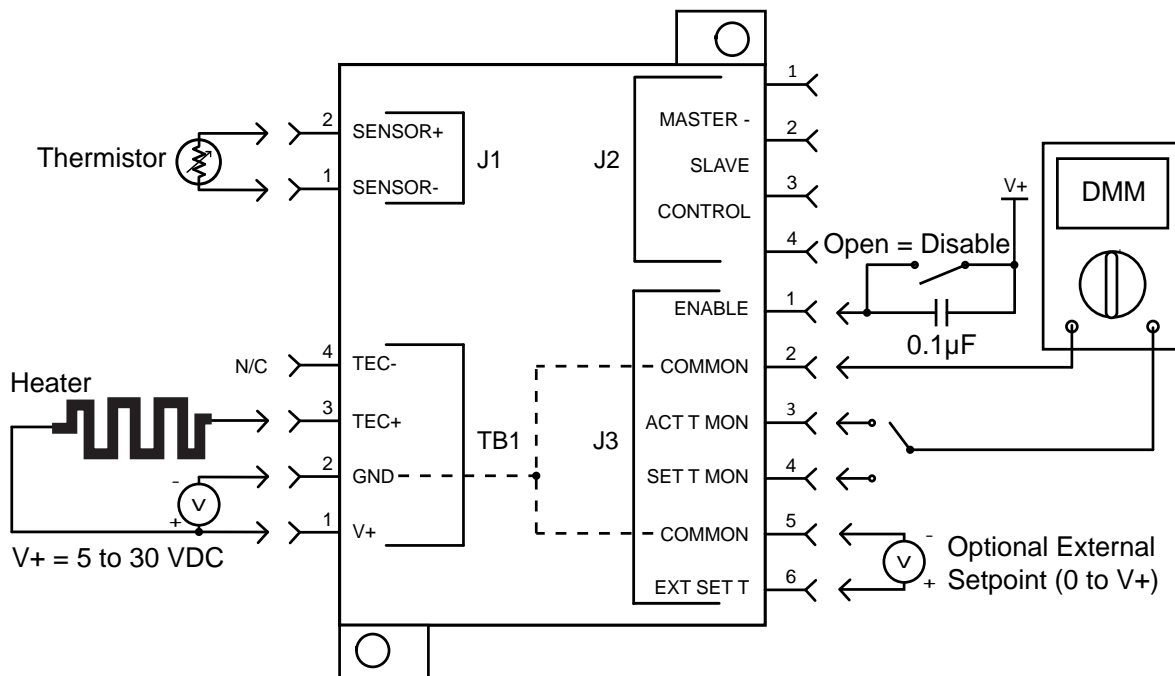 Thermistor
2
SENSOR+
1
SENSOR-
J1
J2
1
MASTER -
2
SLAVE
3
CONTROL
4
V+
DMM
Open = Disable
ENABLE
1
0.1µF
COMMON
2
ACT T MON
3
SET T MON
4
COMMON
5
EXT SET T
6
J3
TB1
N/C
4
TEC-
Heater
3
TEC+
2
GND
-
V
+
1
V+
V+ = 5 to 30 VDC
-
V
+
Optional External
Setpoint (0 to V+)